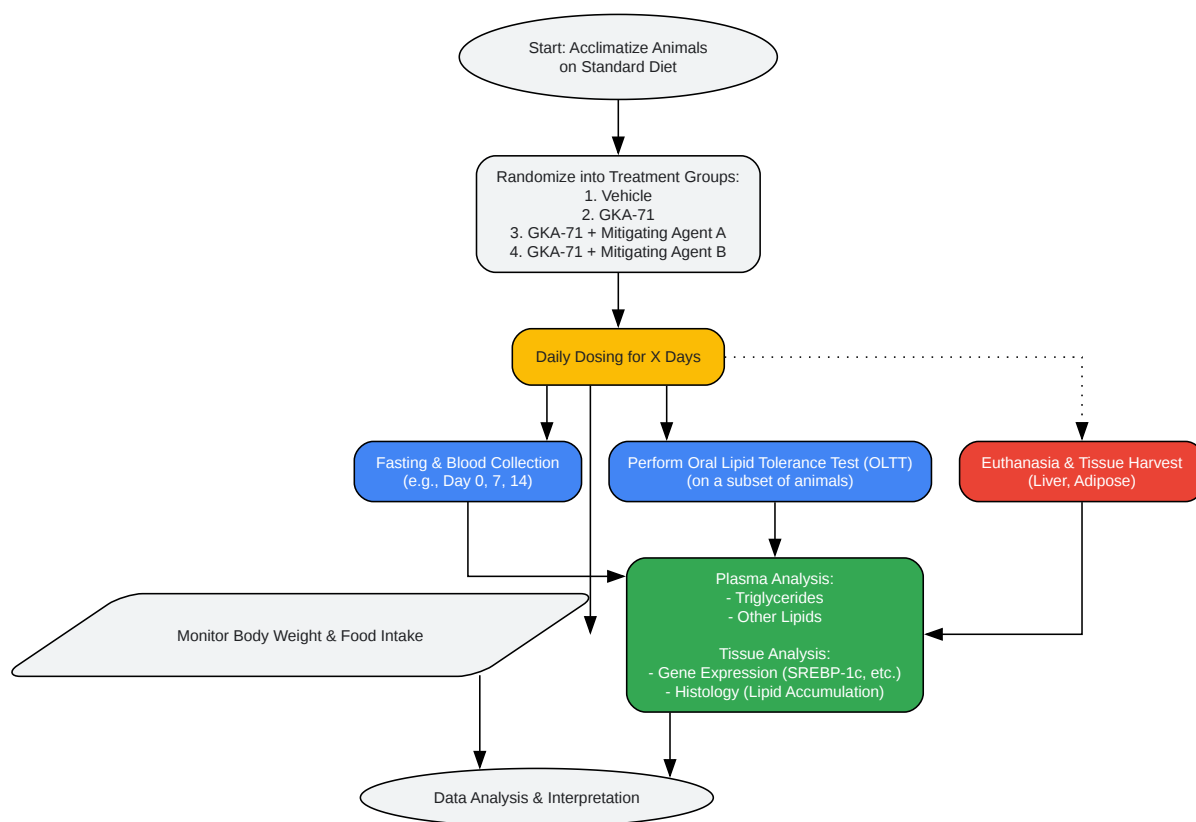 Start: Acclimatize Animals
on Standard Diet
Randomize into Treatment Groups:
1. Vehicle
2. GKA-71
3. GKA-71 + Mitigating Agent A
4. GKA-71 + Mitigating Agent B
Daily Dosing for X Days
Fasting & Blood Collection
(e.g., Day 0, 7, 14)
Perform Oral Lipid Tolerance Test (OLTT)
(on a subset of animals)
Euthanasia & Tissue Harvest
(Liver, Adipose)
Plasma Analysis:
- Triglycerides
- Other Lipids
Tissue Analysis:
- Gene Expression (SREBP-1c, etc.)
- Histology (Lipid Accumulation)
Monitor Body Weight & Food Intake
Data Analysis & Interpretation